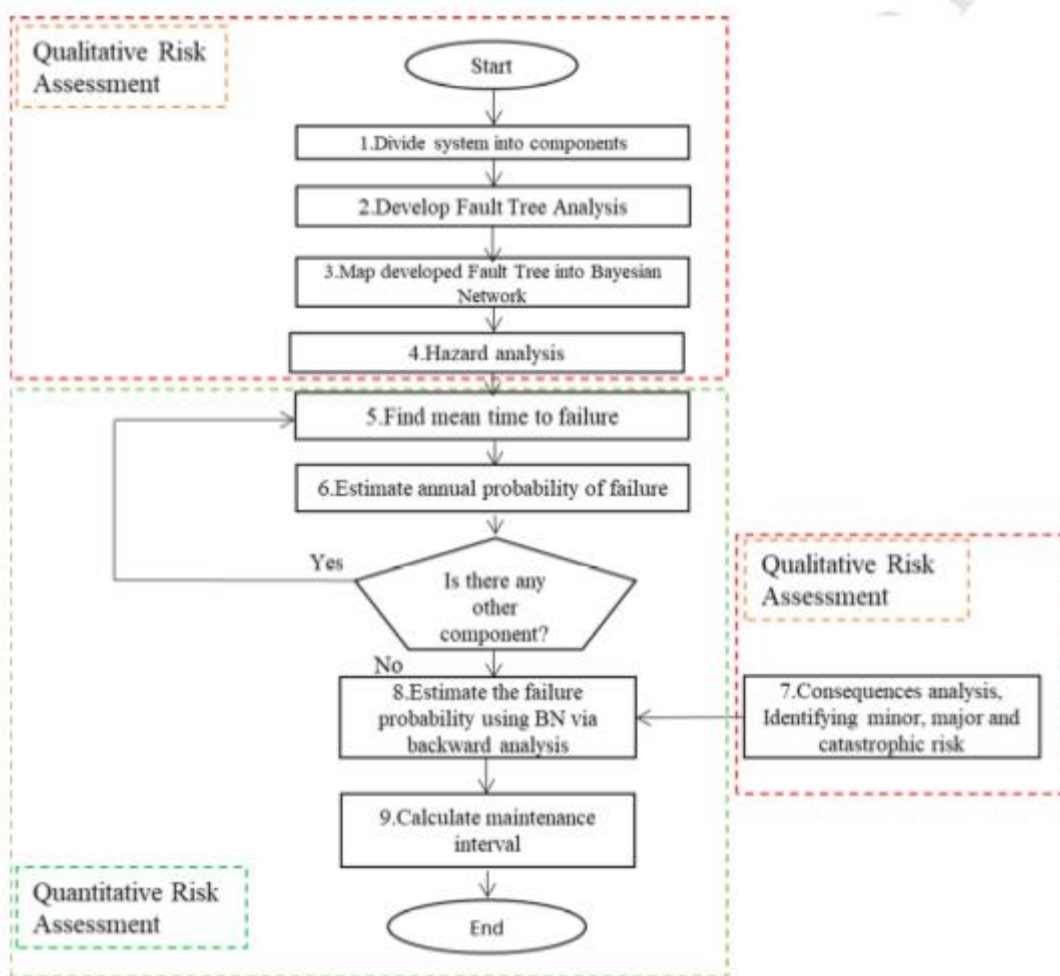 Qualitative Risk
Assessment
Start
1.Divide system into components
2.Develop Fault Tree Analysis
3.Map developed Fault Tree into Bayesian
Network
4.Hazard analysis
5.Find mean time to failure
6.Estimate annual probability of failure
Yes
Is there any
other
component?
No
Qualitative Risk
Assessment
7.Consequences analysis,
Identifying minor, major and
catastrophic risk
8.Estimate the failure
probability using BN via
backward analysis
9.Calculate maintenance
interval
Quantitative Risk
Assessment
End